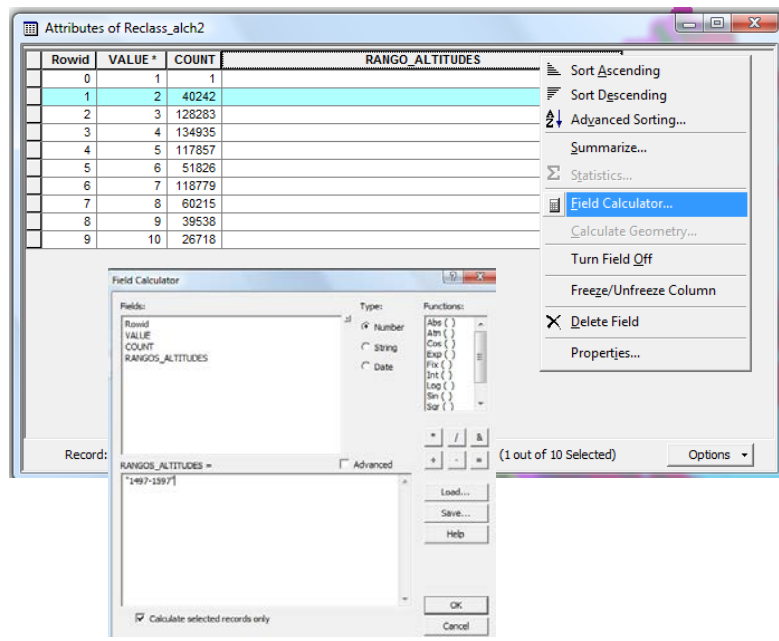 Attributes of Reclass_alch2
Rowid VALUE * COUNT RANGO_ALTITUDES
0 1 1
1 2 40242
2 3 128283
3 4 134935
4 5 117857
5 6 51826
6 7 118779
7 8 60215
8 9 39538
9 10 26718
Sort Ascending
Sort Descending
Advanced Sorting...
Summarize...
Σ Statistics...
Field Calculator...
Calculate Geometry...
Turn Field Off
Freeze/Unfreeze Column
Delete Field
Properties...
Record:
(1 out of 10 Selected)
Options
Field Calculator
Fields:
Rowid
VALUE
COUNT
RANGOS_ALTITUDES
Type:
Number
String
Date
Functions:
Abs ( )
Atn ( )
Cos ( )
Exp ( )
Fix ( )
Int ( )
Log ( )
Sin ( )
Sqr ( )
* / &
+ - =
RANGOS_ALTITUDES =
Advanced
"1497-1597"
Load...
Save...
Help
Calculate selected records only
OK
Cancel